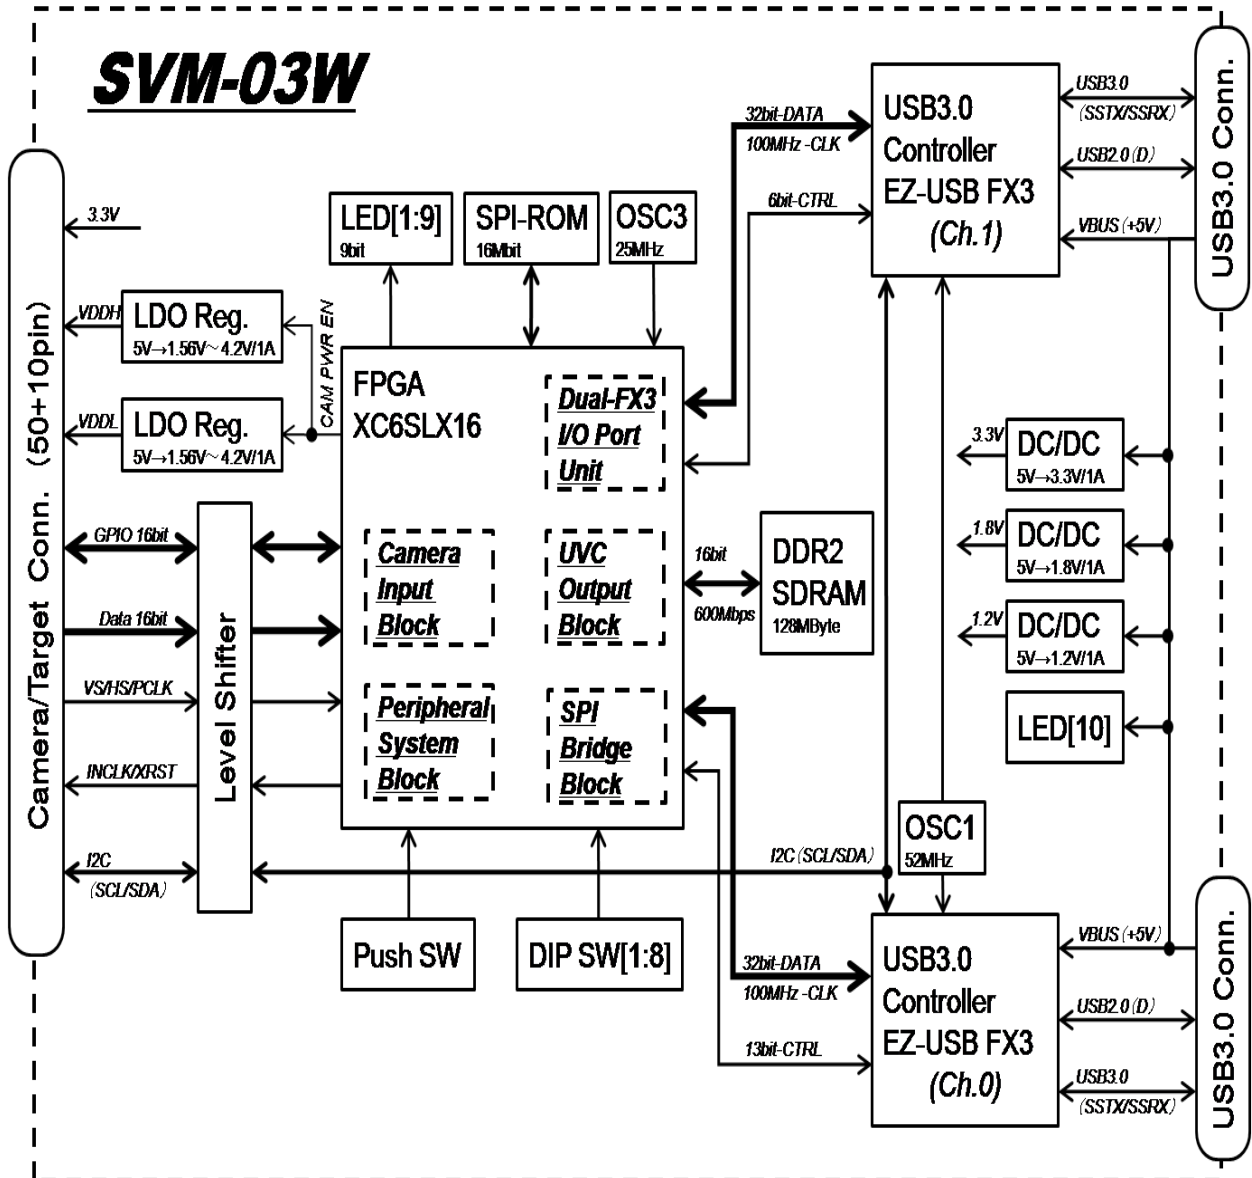 SVM-03W
Camera/Target Conn. (50+10pin)
3.3V
VDDH
LDO Reg.
5V→1.56V~4.2V/1A
VDDL
LDO Reg.
5V→1.56V~4.2V/1A
CAM PWR EN
LED[1:9]
9bit
SPI-ROM
16Mbit
OSC3
25MHz
FPGA
XC6SLX16
Dual-FX3
I/O Port
Unit
Camera
Input
Block
UVC
Output
Block
Peripheral
System
Block
SPI
Bridge
Block
GPIO 16bit
Data 16bit
VS/HS/PCLK
INCLK/XRST
I2C
(SCL/SDA)
Level Shifter
Push SW
DIP SW[1:8]
I2C (SCL/SDA)
16bit
600Mbps
DDR2
SDRAM
128MByte
32bit-DATA
100MHz-CLK
6bit-CTRL
USB3.0
Controller
EZ-USB FX3
(Ch.1)
USB3.0
(SSTX/SSRX)
USB2.0 (D)
VBUS (+5V)
USB3.0 Conn.
3.3V
DC/DC
5V→3.3V/1A
1.8V
DC/DC
5V→1.8V/1A
1.2V
DC/DC
5V→1.2V/1A
LED[10]
OSC1
52MHz
32bit-DATA
100MHz-CLK
13bit-CTRL
USB3.0
Controller
EZ-USB FX3
(Ch.0)
VBUS (+5V)
USB2.0 (D)
USB3.0
(SSTX/SSRX)
USB3.0 Conn.